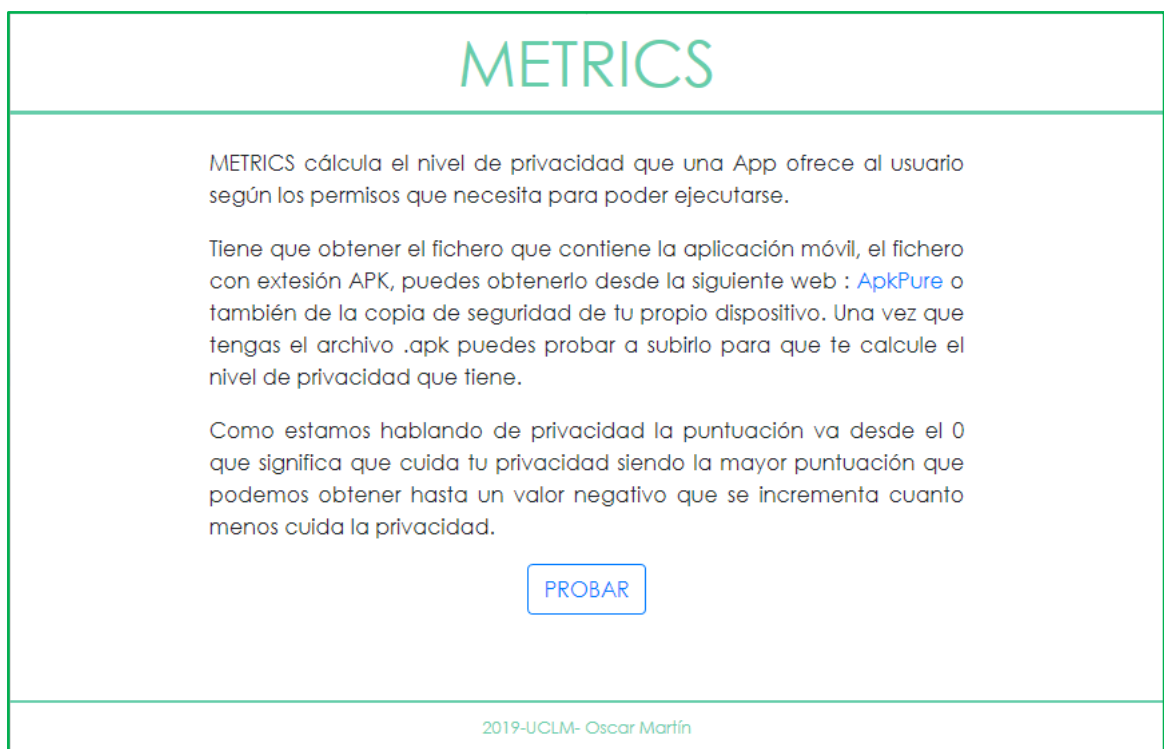 METRICS
METRICS cálcula el nivel de privacidad que una App ofrece al usuario
según los permisos que necesita para poder ejecutarse.
Tiene que obtener el fichero que contiene la aplicación móvil, el fichero
con extesión APK, puedes obtenerlo desde la siguiente web : ApkPure o
también de la copia de seguridad de tu propio dispositivo. Una vez que
tengas el archivo .apk puedes probar a subirlo para que te calcule el
nivel de privacidad que tiene.
Como estamos hablando de privacidad la puntuación va desde el 0
que significa que cuida tu privacidad siendo la mayor puntuación que
podemos obtener hasta un valor negativo que se incrementa cuanto
menos cuida la privacidad.
PROBAR
2019-UCLM- Oscar Martín